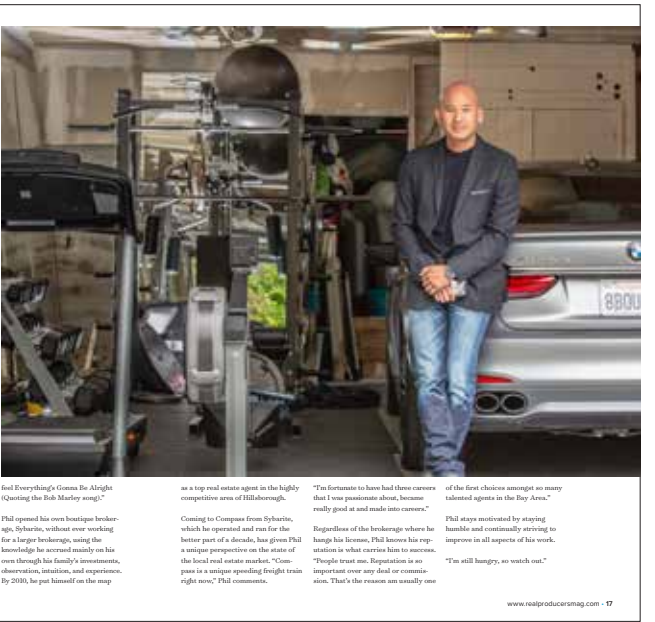 8BQU
feel Everything's Gonna Be Alright
(Quoting the Bob Marley song)."
Phil opened his own boutique broker-
age, Sybarite, without ever working
for a larger brokerage, using the
knowledge he accrued mainly on his
own through his family's investments,
observation, intuition, and experience.
By 2010, he put himself on the map
as a top real estate agent in the highly
competitive area of Hillsborough.
Coming to Compass from Sybarite,
which he operated and ran for the
better part of a decade, has given Phil
a unique perspective on the state of
the local real estate market. "Com-
pass is a unique speeding freight train
right now," Phil comments.
"I'm fortunate to have had three careers
that I was passionate about, became
really good at and made into careers."
Regardless of the brokerage where he
hangs his license, Phil knows his rep-
utation is what carries him to success.
"People trust me. Reputation is so
important over any deal or commis-
sion. That's the reason am usually one
of the first choices amongst so many
talented agents in the Bay Area."
Phil stays motivated by staying
humble and continually striving to
improve in all aspects of his work.
"I'm still hungry, so watch out."
www.realproducersmag.com • 17